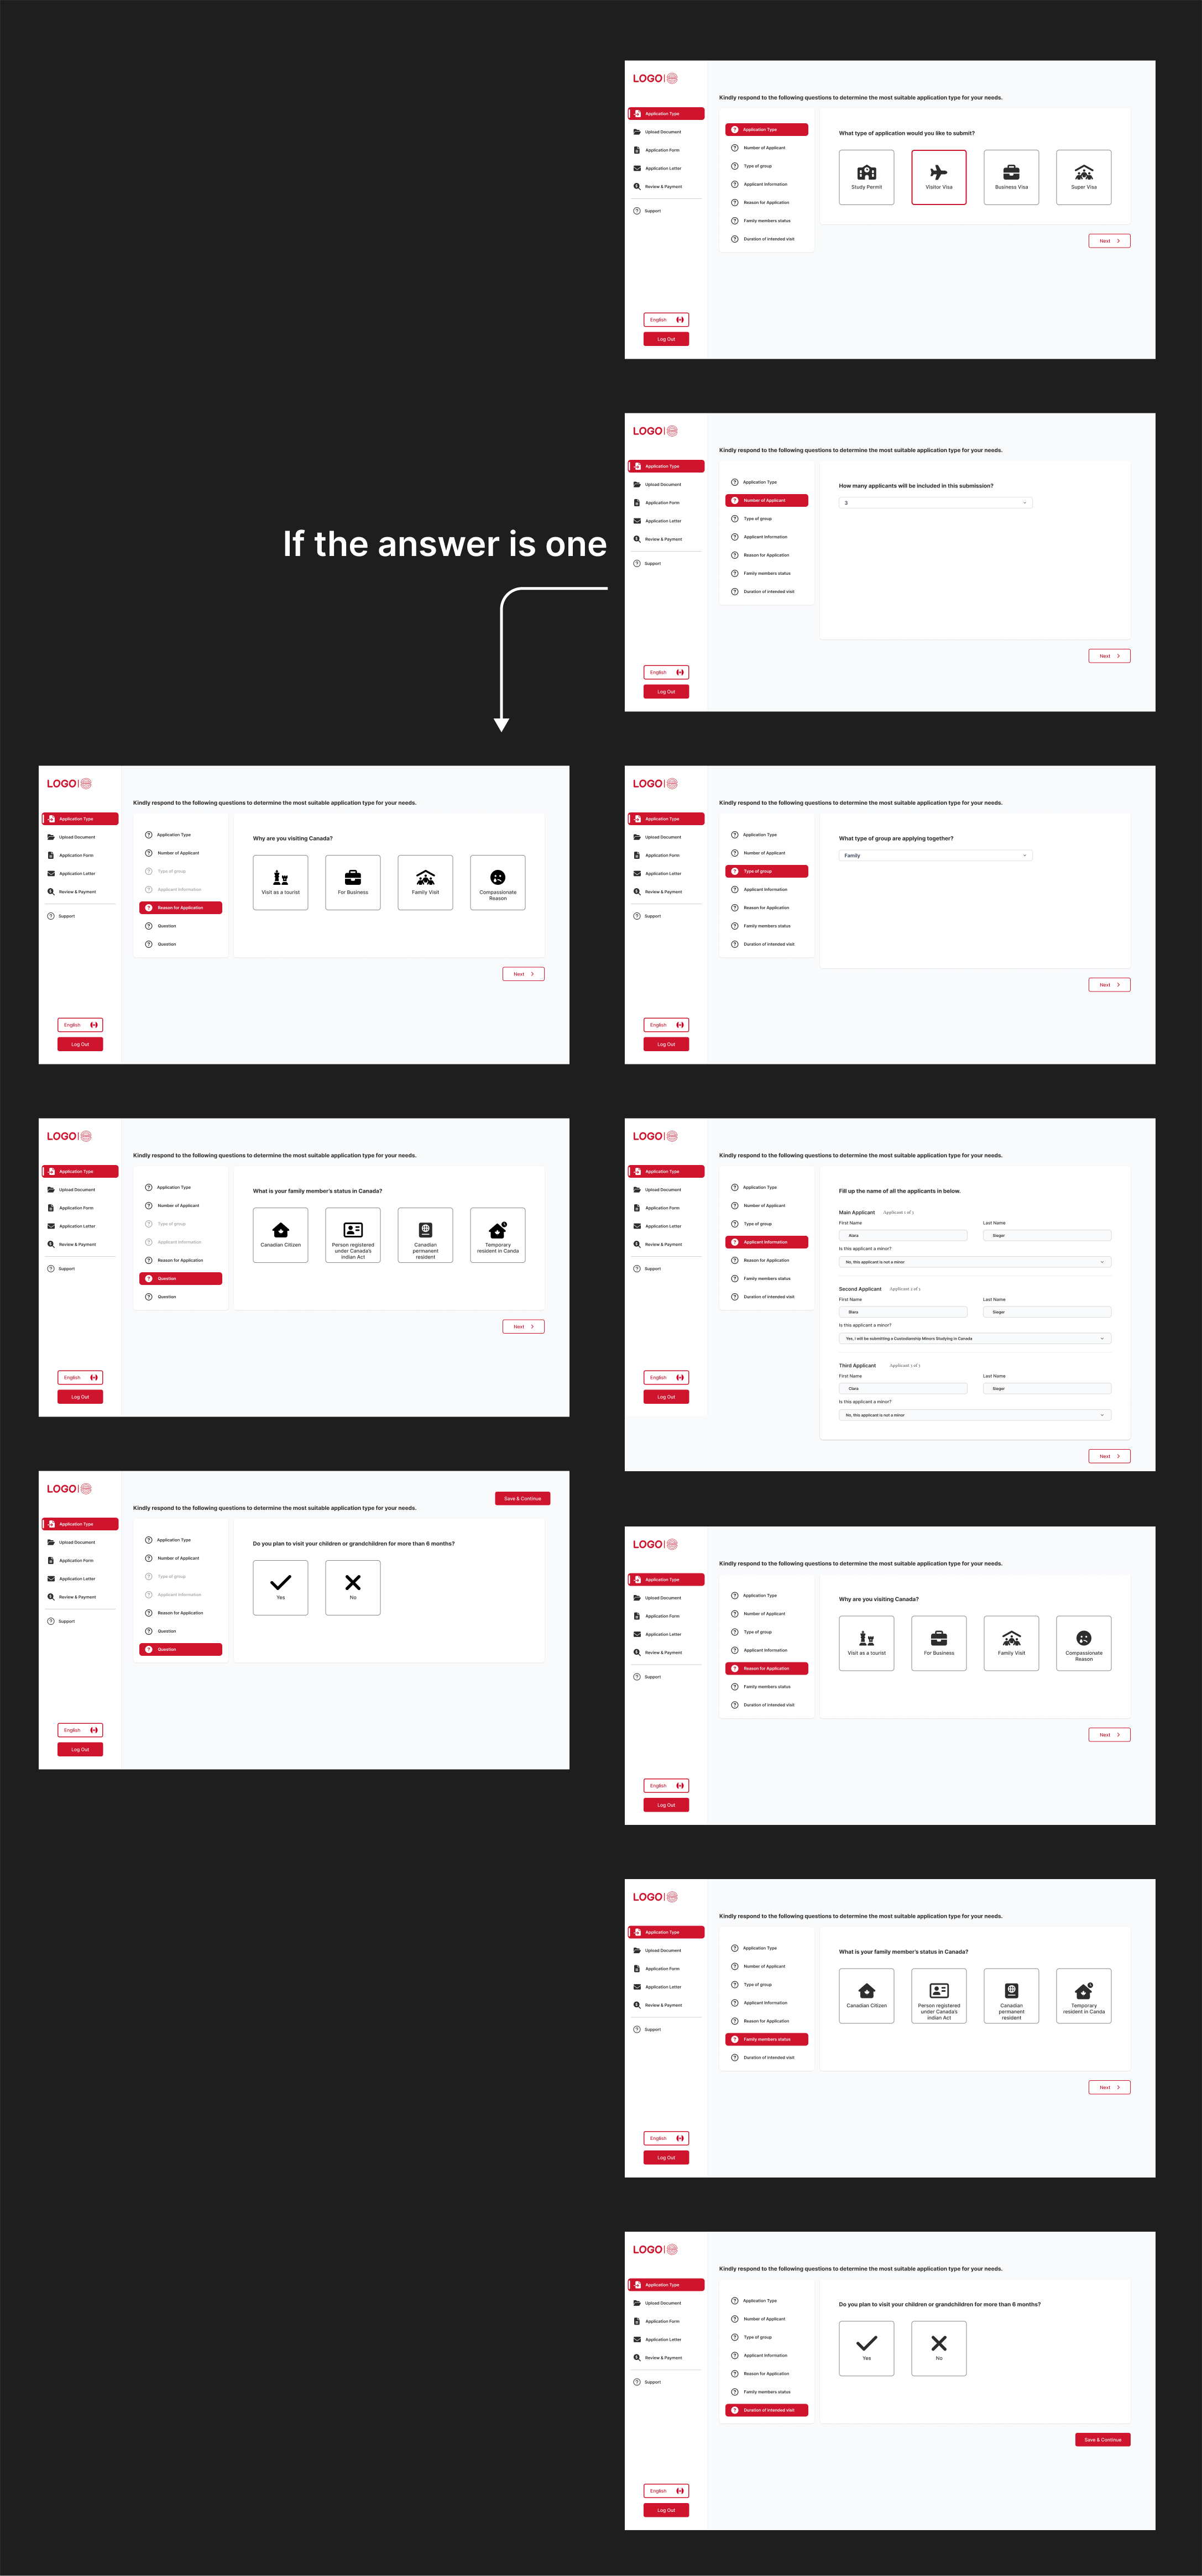 LOGO
Kindly respond to the following questions to determine the most suitable application type for your needs.
Application Type
Upload Document
Application Form
Application Letter
Review & Payment
Support
English
Log Out
Application Type
Number of Applicant
Type of group
Applicant Information
Reason for Application
Family members status
Duration of intended visit
What type of application would you like to submit?
Study Permit
Visitor Visa
Business Visa
Super Visa
Next
LOGO
Kindly respond to the following questions to determine the most suitable application type for your needs.
Application Type
Upload Document
Application Form
Application Letter
Review & Payment
Support
English
Log Out
Application Type
Number of Applicant
Type of group
Applicant Information
Reason for Application
Family members status
Duration of intended visit
How many applicants will be included in this submission?
3
Next
If the answer is one
LOGO
Kindly respond to the following questions to determine the most suitable application type for your needs.
Application Type
Upload Document
Application Form
Application Letter
Review & Payment
Support
English
Log Out
Application Type
Number of Applicant
Type of group
Applicant Information
Reason for Application
Question
Question
Why are you visiting Canada?
Visit as a tourist
For Business
Family Visit
Compassionate
Reason
Next
LOGO
Kindly respond to the following questions to determine the most suitable application type for your needs.
Application Type
Upload Document
Application Form
Application Letter
Review & Payment
Support
English
Log Out
Application Type
Number of Applicant
Type of group
Applicant Information
Reason for Application
Family members status
Duration of intended visit
What type of group are applying together?
Family
Next
LOGO
Kindly respond to the following questions to determine the most suitable application type for your needs.
Application Type
Upload Document
Application Form
Application Letter
Review & Payment
Support
English
Log Out
Application Type
Number of Applicant
Type of group
Applicant Information
Reason for Application
Question
Question
What is your family member's status in Canada?
Canadian Citizen
Person registered
under Canada's
indian Act
Canadian
permanent
resident
Temporary
resident in Canda
Next
LOGO
Kindly respond to the following questions to determine the most suitable application type for your needs.
Application Type
Upload Document
Application Form
Application Letter
Review & Payment
Support
English
Log Out
Application Type
Number of Applicant
Type of group
Applicant Information
Reason for Application
Family members status
Duration of intended visit
Fill up the name of all the applicants in below.
Main Applicant Applicant 1 of 3
First Name Last Name
Alara Sieger
Is this applicant a minor?
No, this applicant is not a minor
Second Applicant Applicant 2 of 3
First Name Last Name
Blara Sieger
Is this applicant a minor?
Yes, I will be submitting a Custodianship Minors Studying in Canada
Third Applicant Applicant 3 of 3
First Name Last Name
Clara Sieger
Is this applicant a minor?
No, this applicant is not a minor
Next
LOGO
Save & Continue
Kindly respond to the following questions to determine the most suitable application type for your needs.
Application Type
Upload Document
Application Form
Application Letter
Review & Payment
Support
English
Log Out
Application Type
Number of Applicant
Type of group
Applicant Information
Reason for Application
Question
Question
Do you plan to visit your children or grandchildren for more than 6 months?
Yes
No
LOGO
Kindly respond to the following questions to determine the most suitable application type for your needs.
Application Type
Upload Document
Application Form
Application Letter
Review & Payment
Support
English
Log Out
Application Type
Number of Applicant
Type of group
Applicant Information
Reason for Application
Family members status
Duration of intended visit
Why are you visiting Canada?
Visit as a tourist
For Business
Family Visit
Compassionate
Reason
Next
LOGO
Kindly respond to the following questions to determine the most suitable application type for your needs.
Application Type
Upload Document
Application Form
Application Letter
Review & Payment
Support
English
Log Out
Application Type
Number of Applicant
Type of group
Applicant Information
Reason for Application
Family members status
Duration of intended visit
What is your family member's status in Canada?
Canadian Citizen
Person registered
under Canada's
indian Act
Canadian
permanent
resident
Temporary
resident in Canda
Next
LOGO
Kindly respond to the following questions to determine the most suitable application type for your needs.
Application Type
Upload Document
Application Form
Application Letter
Review & Payment
Support
English
Log Out
Application Type
Number of Applicant
Type of group
Applicant Information
Reason for Application
Family members status
Duration of intended visit
Do you plan to visit your children or grandchildren for more than 6 months?
Yes
No
Save & Continue